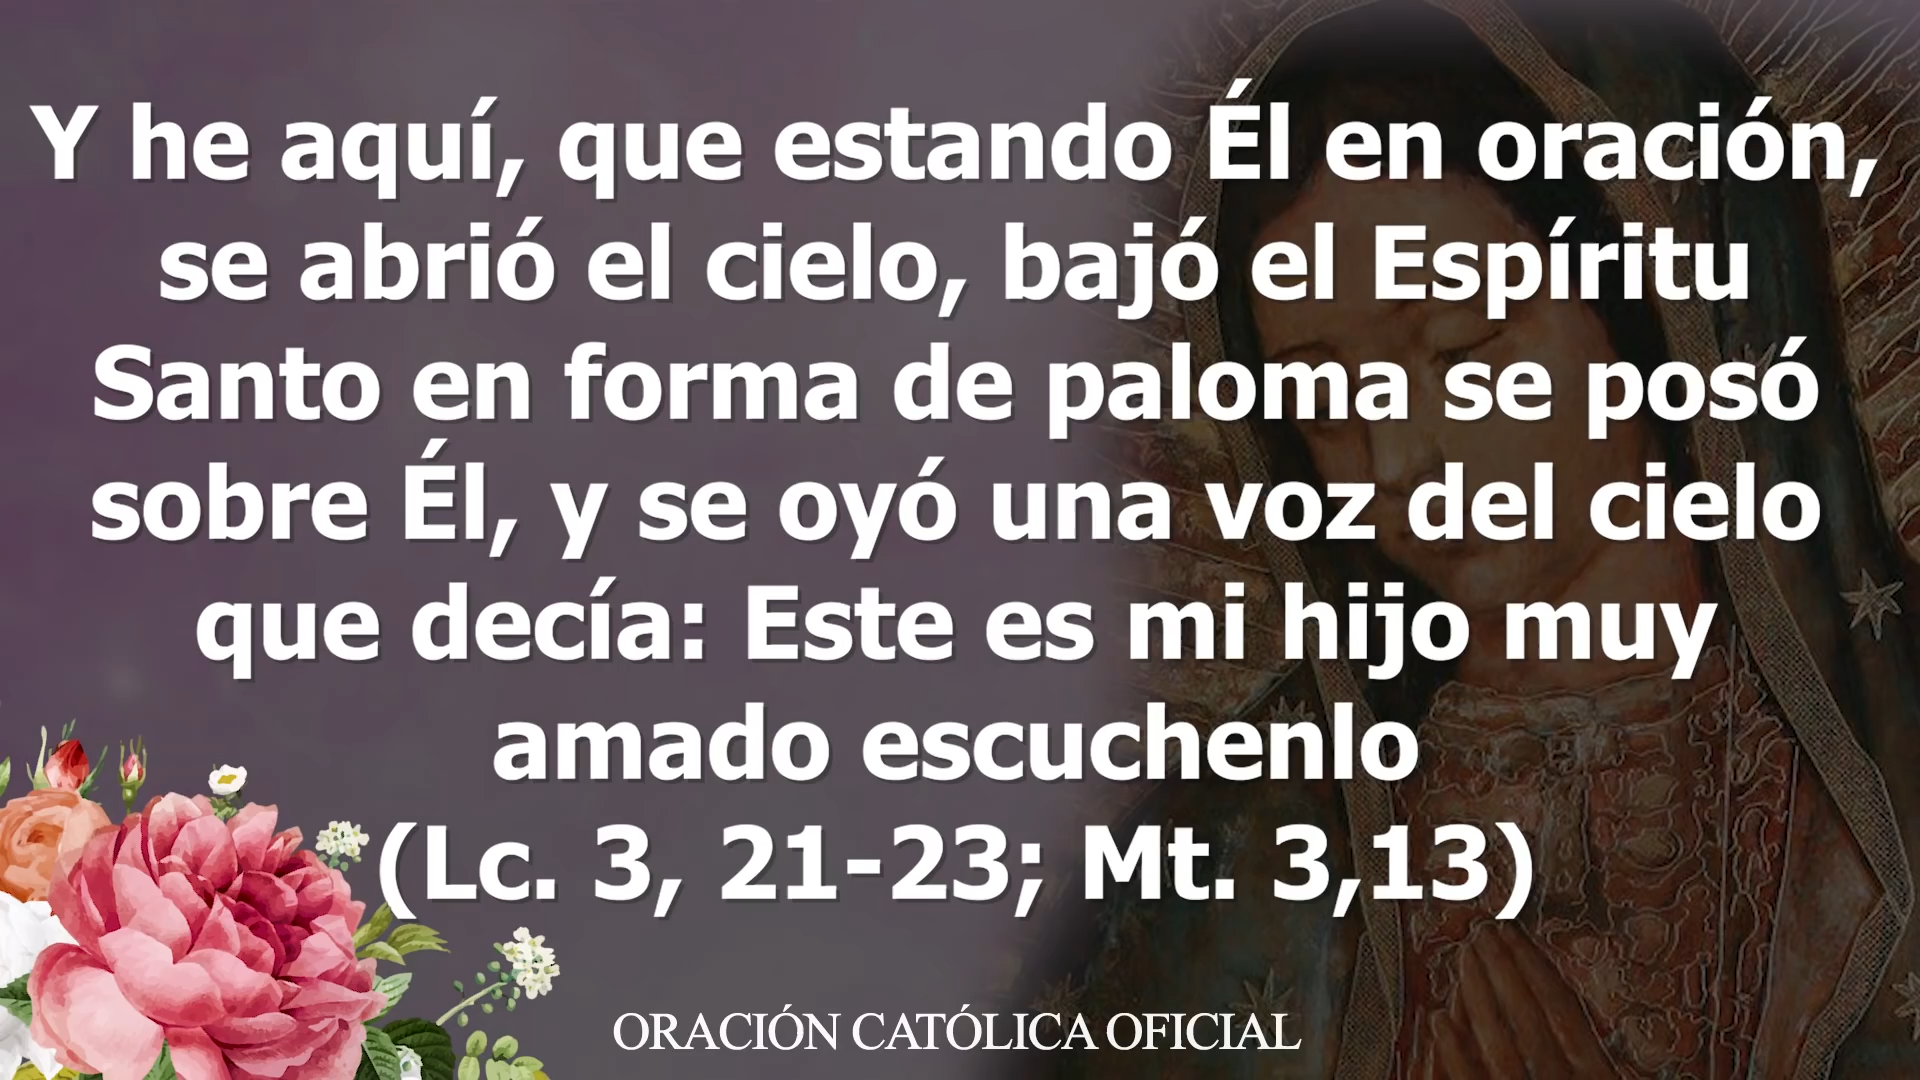 Y he aquí, que estando Él en oración,
se abrió el cielo, bajó el Espíritu
Santo en forma de paloma se posó
sobre Él, y se oyó una voz del cielo
que decía: Este es mi hijo muy
amado escuchenlo
(Lc. 3, 21-23; Mt. 3,13)
ORACIÓN CATÓLICA OFICIAL